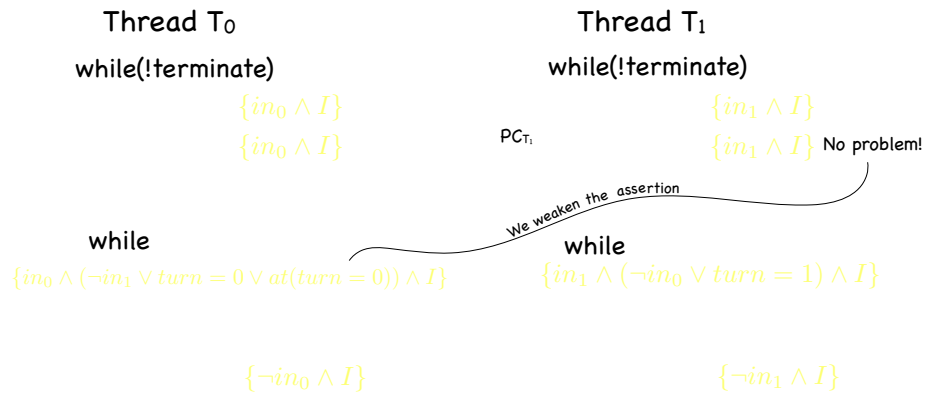 Thread T₀ Thread T₁
while(!terminate) while(!terminate)
{in₀ ∧ I} {in₁ ∧ I}
{in₀ ∧ I} PC_T₁ {in₁ ∧ I} No problem!
We weaken the assertion
while while
{in₀ ∧ (¬in₁ ∨ turn = 0 ∨ at(turn = 0)) ∧ I} {in₁ ∧ (¬in₀ ∨ turn = 1) ∧ I}
{¬in₀ ∧ I} {¬in₁ ∧ I}